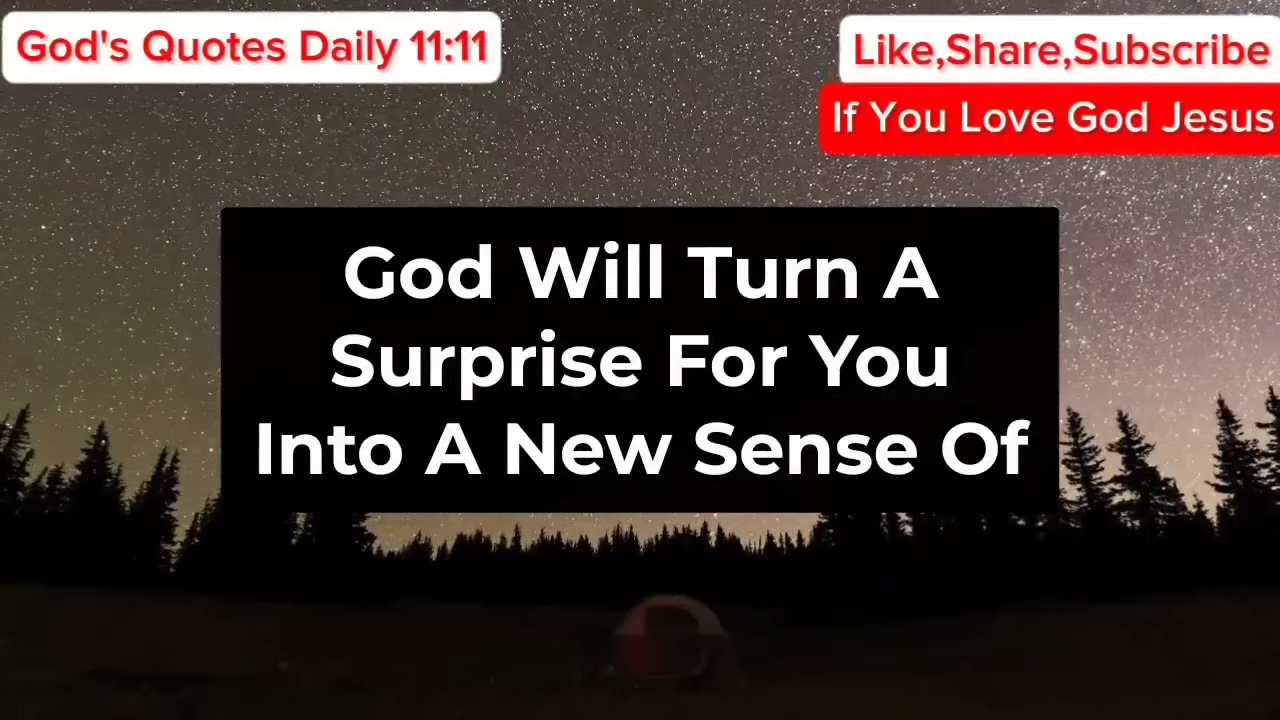 God's Quotes Daily 11:11
Like,Share,Subscribe
If You Love God Jesus
God Will Turn A
Surprise For You
Into A New Sense Of